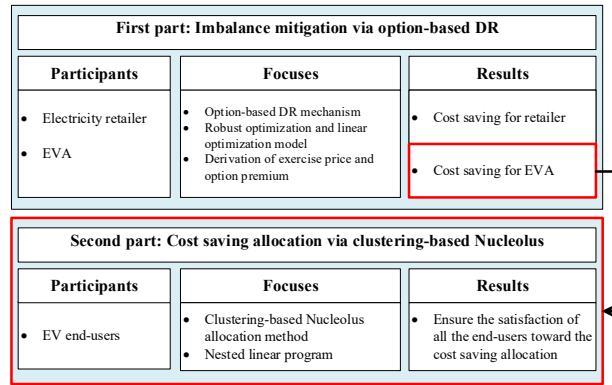 First part: Imbalance mitigation via option-based DR
Participants
• Electricity retailer
• EVA
Focuses
• Option-based DR mechanism
• Robust optimization and linear
optimization model
• Derivation of exercise price and
option premium
Results
• Cost saving for retailer
• Cost saving for EVA
Second part: Cost saving allocation via clustering-based Nucleolus
Participants
• EV end-users
Focuses
• Clustering-based Nucleolus
allocation method
• Nested linear program
Results
• Ensure the satisfaction of
all the end-users toward the
cost saving allocation